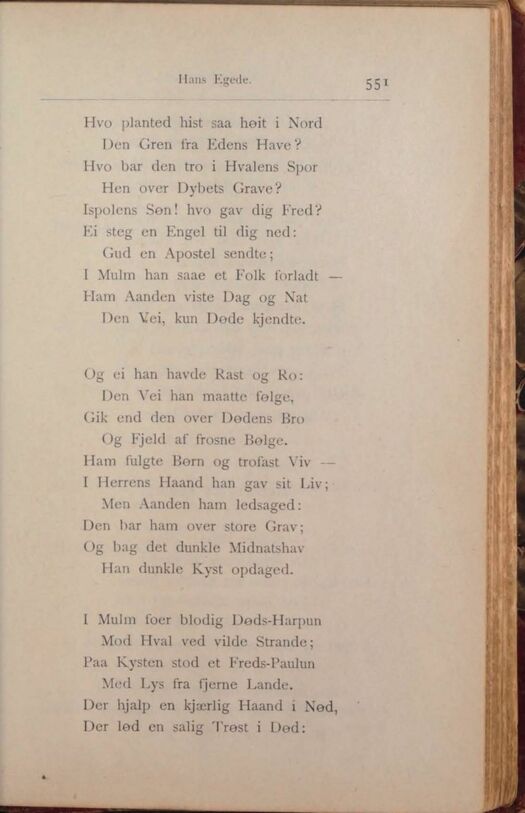 Hans Egede.
551
Hvo planted hist saa høit i Nord
Den Gren fra Edens Have?
Hvo bar den tro i Hvalens Spor
Hen over Dybets Grave?
Ispolens Søn! hvo gav dig Fred?
Ei steg en Engel til dig ned:
Gud en Apostel sendte;
I Mulm han saae et Folk forladt —
Ham Aanden viste Dag og Nat
Den Vei, kun Døde kjendte.
Og ei han havde Rast og Ro:
Den Vei han maatte følge,
Gik end den over Dødens Bro
Og Fjeld af frosne Bølge.
Ham fulgte Børn og trofast Viv —
I Herrens Haand han gav sit Liv;
Men Aanden ham ledsaged:
Den bar ham over store Grav;
Og bag det dunkle Midnatshav
Han dunkle Kyst opdaged.
I Mulm foer blodig Døds-Harpun
Mod Hval ved vilde Strande;
Paa Kysten stod et Freds-Paulun
Med Lys fra fjerne Lande.
Der hjalp en kjærlig Haand i Nød,
Der lød en salig Trøst i Død: